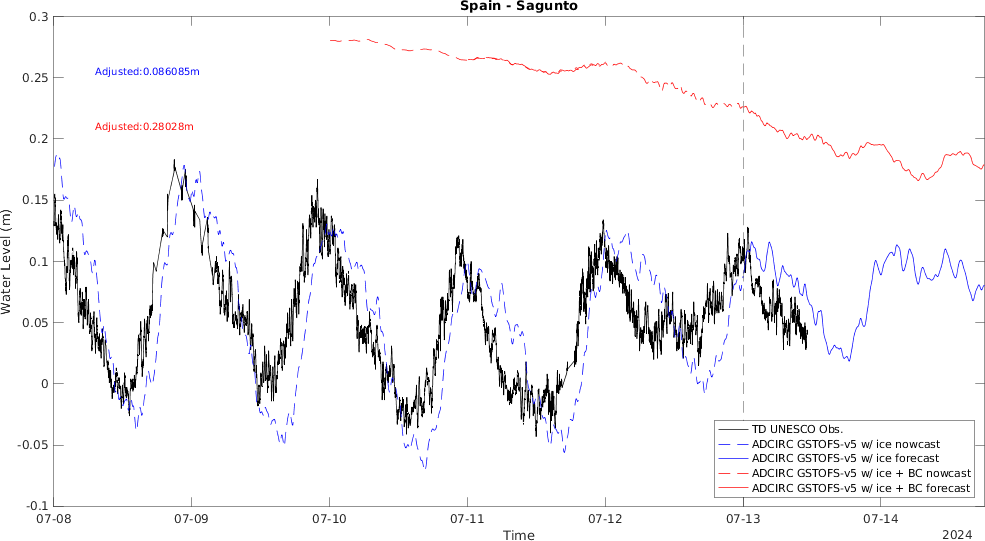 Spain - Sagunto
0.3
0.25
0.2
0.15
0.1
0.05
0
-0.05
-0.1
Water Level (m)
Adjusted:0.086085m
Adjusted:0.28028m
TD UNESCO Obs.
ADCIRC GSTOFS-v5 w/ ice nowcast
ADCIRC GSTOFS-v5 w/ ice forecast
ADCIRC GSTOFS-v5 w/ ice + BC nowcast
ADCIRC GSTOFS-v5 w/ ice + BC forecast
07-08 07-09 07-10 07-11 07-12 07-13 07-14
Time
2024